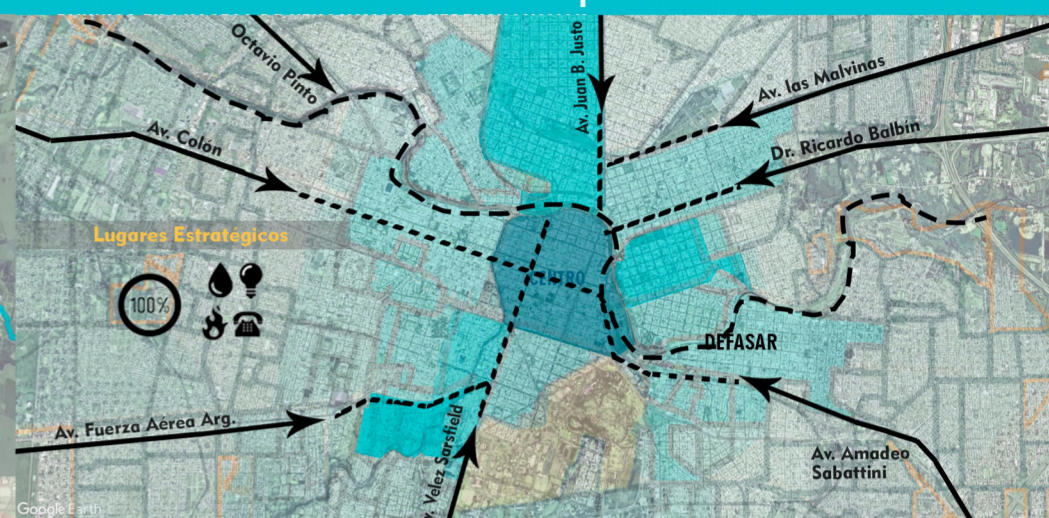 Octavio Pinto
Av. Juan B. Justo
Av. las Malvinas
Av. Colón
Dr. Ricardo Balbín
Lugares Estratégicos
100%
CENTRO
DEFASAR
Av. Fuerza Aérea Arg.
v. Velez Sarsfield
Av. Amadeo
Sabattini
Google Earth